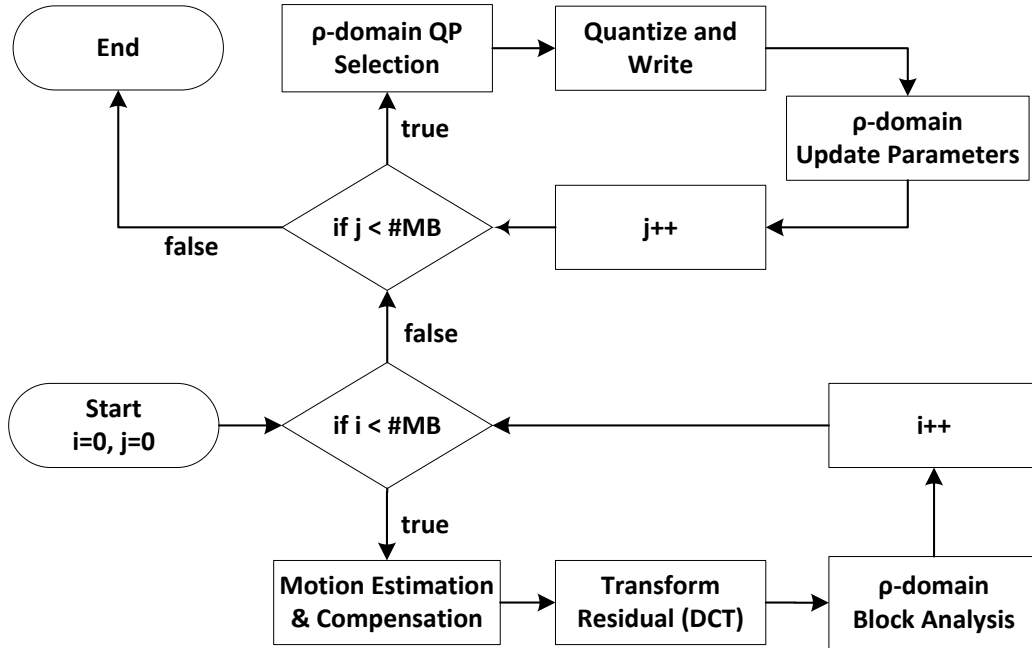 End
ρ-domain QP
Selection
Quantize and
Write
true
ρ-domain
Update Parameters
if j < #MB
j++
false
false
Start
i=0, j=0
if i < #MB
i++
true
Motion Estimation
& Compensation
Transform
Residual (DCT)
ρ-domain
Block Analysis